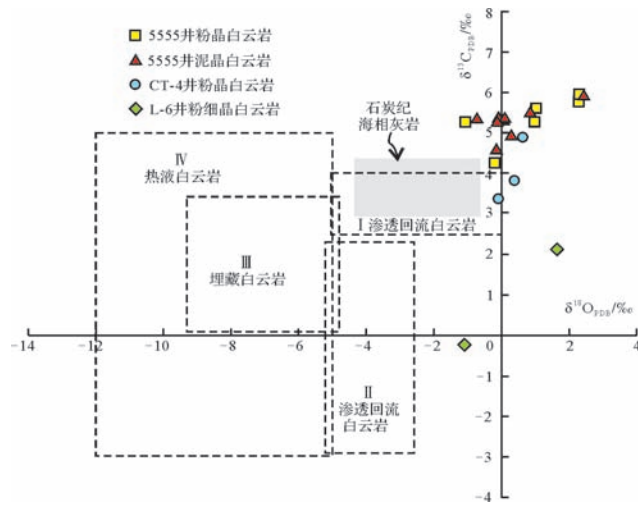 5555井粉晶白云岩
5555井泥晶白云岩
CT-4井粉晶白云岩
L-6井粉细晶白云岩
δ¹³C_PDB/‰
8
7
6
5
4
3
2
1
0
-1
-2
-3
-4
石炭纪
海相灰岩
Ⅳ
热液白云岩
Ⅰ渗透回流白云岩
Ⅲ
埋藏白云岩
δ¹⁸O_PDB/‰
-14
-12
-10
-8
-6
-4
-2
2
4
Ⅱ
渗透回流
白云岩